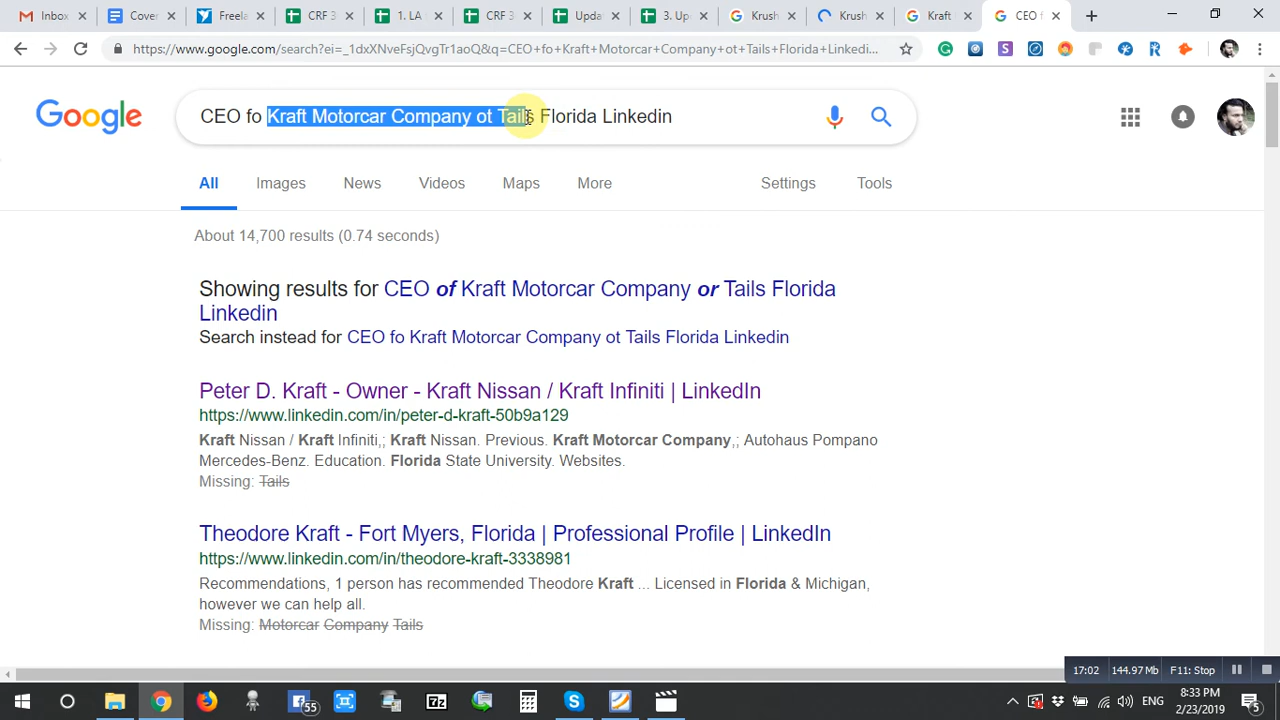 Inbox
Cover
Freela
CRF 3
1. LA
CRF 3
Upda
3. Up
Krush
Krush
Kraft
CEO f
https://www.google.com/search?ei=_1dxXNveFsjQvgTr1aoQ&q=CEO+fo+Kraft+Motorcar+Company+ot+Tails+Florida+Linkedi...
Google
CEO fo Kraft Motorcar Company ot Tails Florida Linkedin
All Images News Videos Maps More Settings Tools
About 14,700 results (0.74 seconds)
Showing results for CEO of Kraft Motorcar Company or Tails Florida
Linkedin
Search instead for CEO fo Kraft Motorcar Company ot Tails Florida Linkedin
Peter D. Kraft - Owner - Kraft Nissan / Kraft Infiniti | LinkedIn
https://www.linkedin.com/in/peter-d-kraft-50b9a129
Kraft Nissan / Kraft Infiniti,; Kraft Nissan. Previous. Kraft Motorcar Company,; Autohaus Pompano
Mercedes-Benz. Education. Florida State University. Websites.
Missing: Tails
Theodore Kraft - Fort Myers, Florida | Professional Profile | LinkedIn
https://www.linkedin.com/in/theodore-kraft-3338981
Recommendations, 1 person has recommended Theodore Kraft ... Licensed in Florida & Michigan,
however we can help all.
Missing: Motorcar Company Tails
17:02 144.97 Mb F11: Stop
55
7z
ENG
8:33 PM
2/23/2019
5